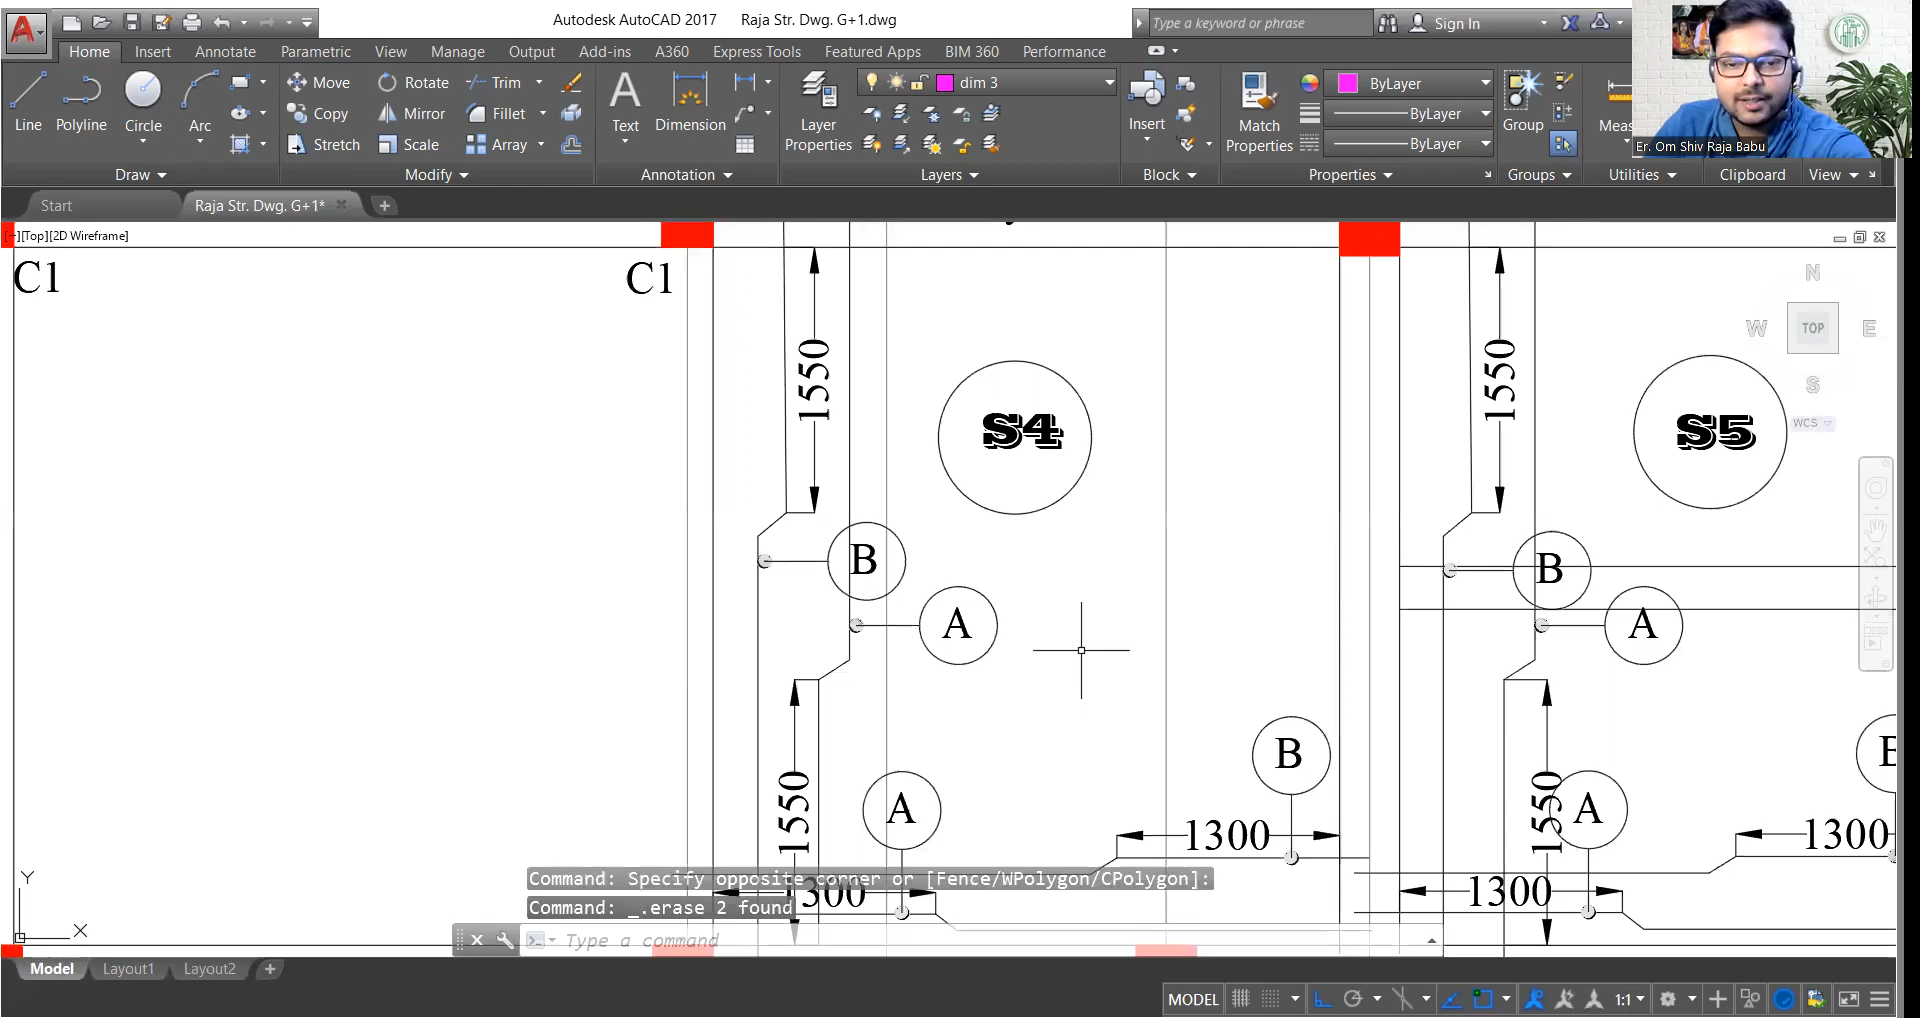 Autodesk AutoCAD 2017 Raja Str. Dwg. G+1.dwg
Type a keyword or phrase
Sign In
Home Insert Annotate Parametric View Manage Output Add-ins A360 Express Tools Featured Apps BIM 360 Performance
Line Polyline Circle Arc
Move Rotate Trim
Copy Mirror Fillet
Stretch Scale Array
Text Dimension
Layer Properties
dim 3
Insert
Match Properties
ByLayer
ByLayer
ByLayer
Group
Meas
Er. Om Shiv Raja Babu
Draw Modify Annotation Layers Block Properties Groups Utilities Clipboard View
Start Raja Str. Dwg. G+1*
[-][Top][2D Wireframe]
C1 C1
N
W TOP E
S
WCS
1550 1550
S4 S5
B B
A A
B
1550 A 1550 A
1300 1300
1300 1300
Command: Specify opposite corner or [Fence/WPolygon/CPolygon]:
Command: _.erase 2 found
Type a command
Y
X
Model Layout1 Layout2
MODEL 1:1